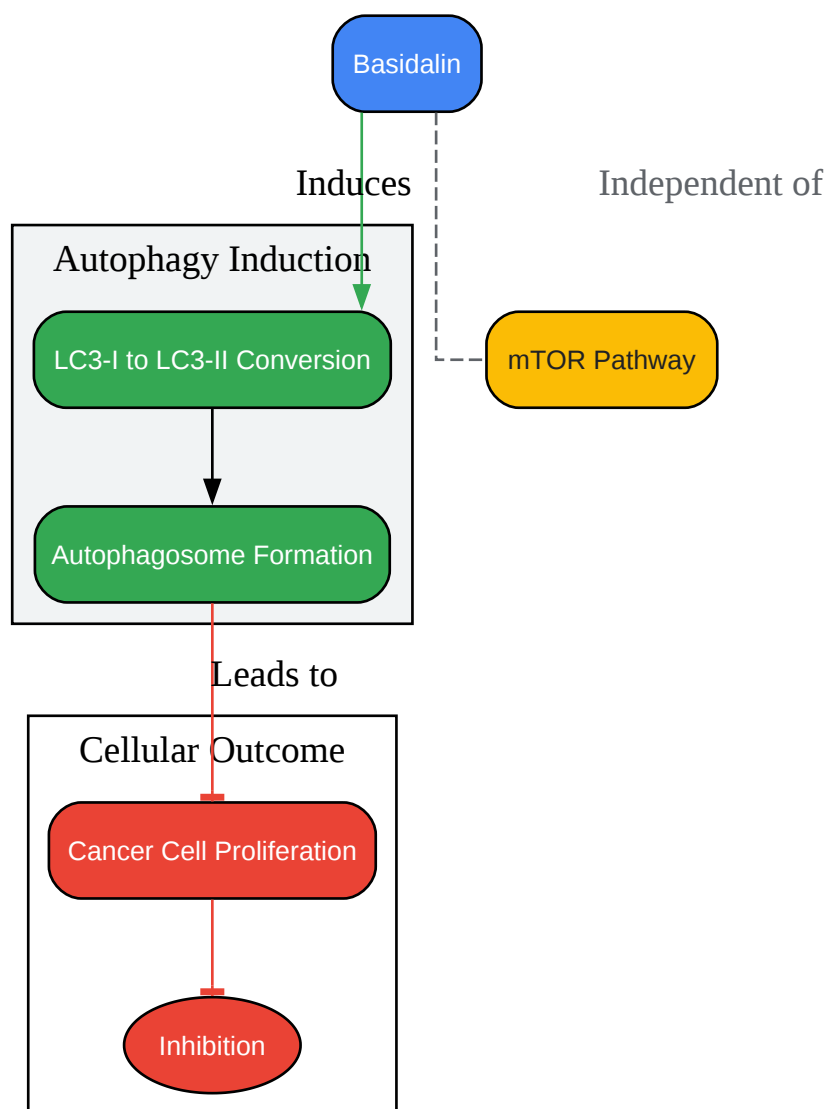 Basidalin
Induces
Independent of
Autophagy Induction
LC3-I to LC3-II Conversion
mTOR Pathway
Autophagosome Formation
Leads to
Cellular Outcome
Cancer Cell Proliferation
Inhibition